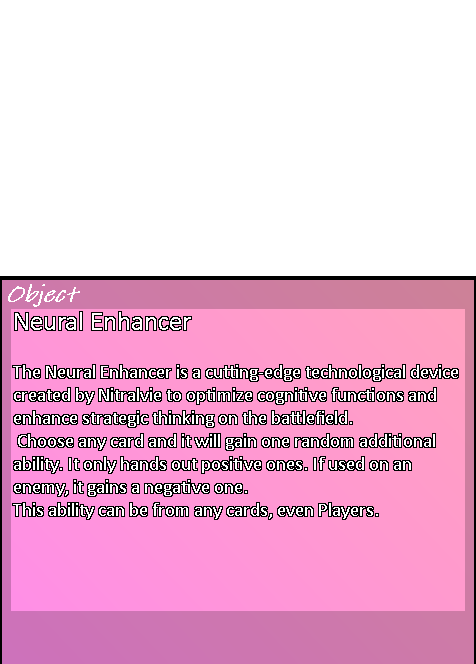 Object
Neural Enhancer
The Neural Enhancer is a cutting-edge technological device
created by Nitralvie to optimize cognitive functions and
enhance strategic thinking on the battlefield.
Choose any card and it will gain one random additional
ability. It only hands out positive ones. If used on an
enemy, it gains a negative one.
This ability can be from any cards, even Players.